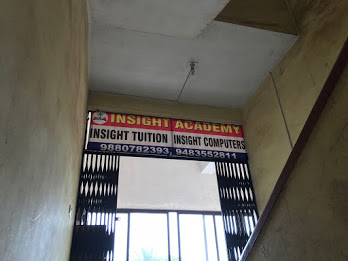 INSIGHT ACADEMY
INSIGHT TUITION INSIGHT COMPUTERS
9880782393, 9483552811